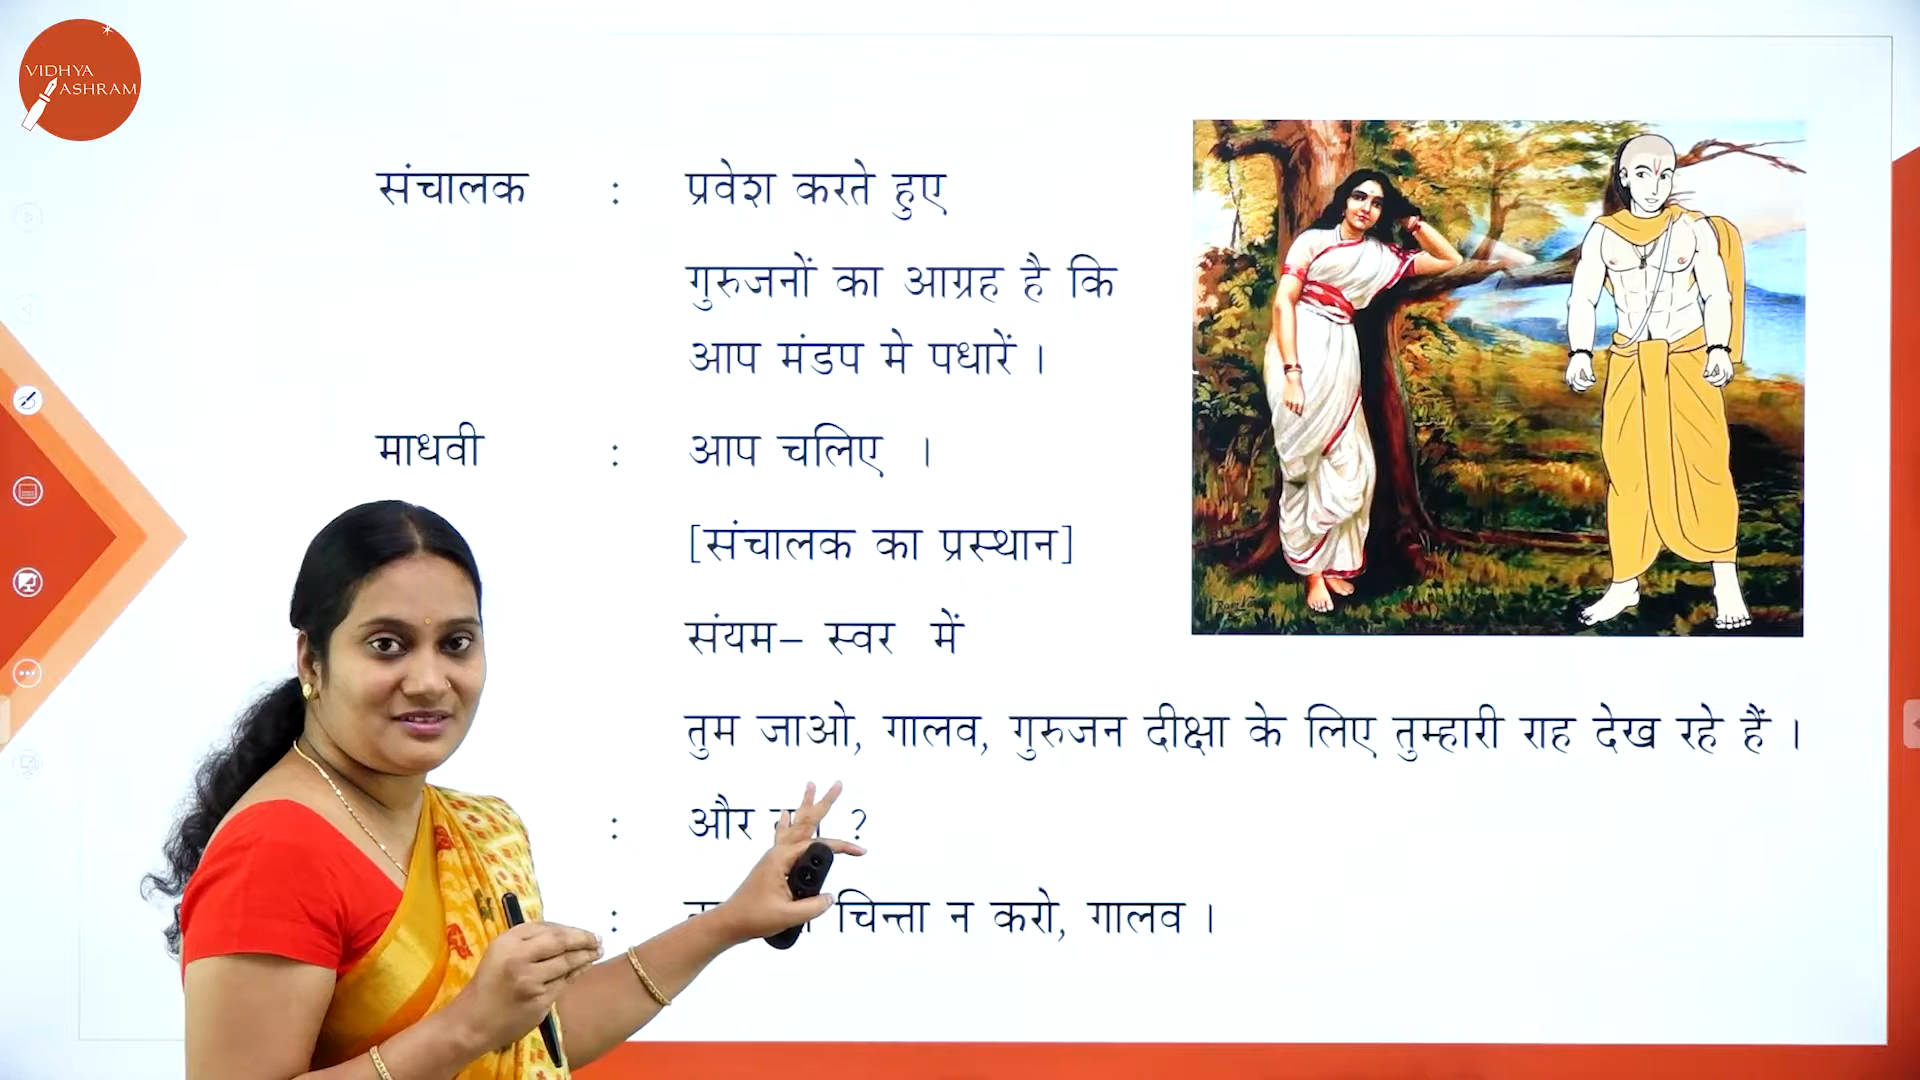 VIDHYA
ASHRAM
संचालक : प्रवेश करते हुए
गुरुजनों का आग्रह है कि
आप मंडप मे पधारें ।
माधवी : आप चलिए ।
[संचालक का प्रस्थान]
संयम– स्वर में
तुम जाओ, गालव, गुरुजन दीक्षा के लिए तुम्हारी राह देख रहे हैं ।
: और ?
: चिन्ता न करो, गालव ।